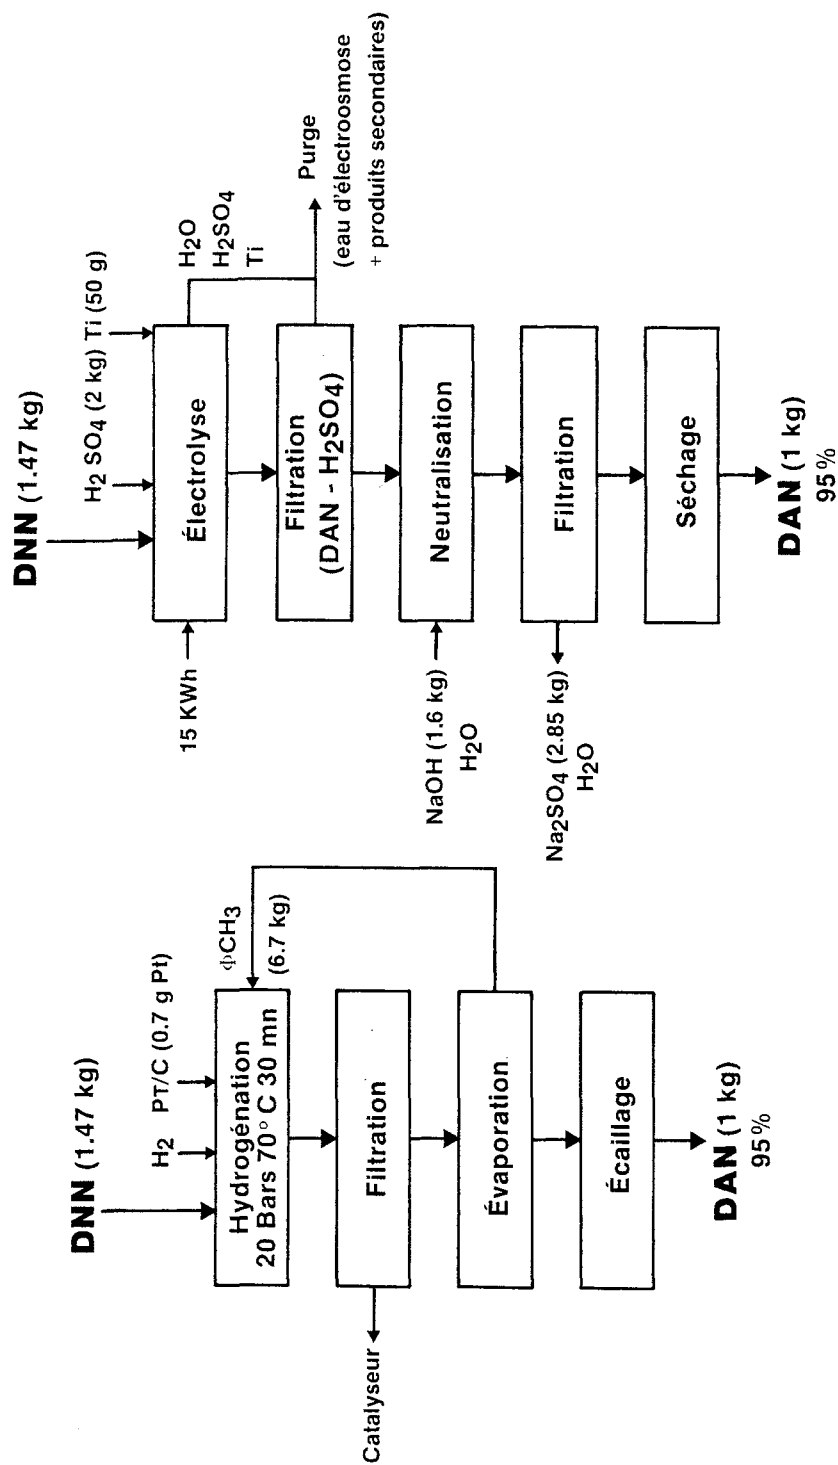 DNN (1.47 kg)
H2 PT/C (0.7 g Pt)
Hydrogénation
20 Bars 70° C 30 mn
ΦCH3
(6.7 kg)
Filtration
Catalyseur
Évaporation
Écaillage
DAN (1 kg)
95 %
DNN (1.47 kg)
H2 SO4 (2 kg) Ti (50 g)
15 KWh
Électrolyse
H2O
H2SO4
Ti
Filtration
(DAN - H2SO4)
Purge
(eau d'électroosmose
+ produits secondaires)
NaOH (1.6 kg)
H2O
Neutralisation
Na2SO4 (2.85 kg)
H2O
Filtration
Séchage
DAN (1 kg)
95 %